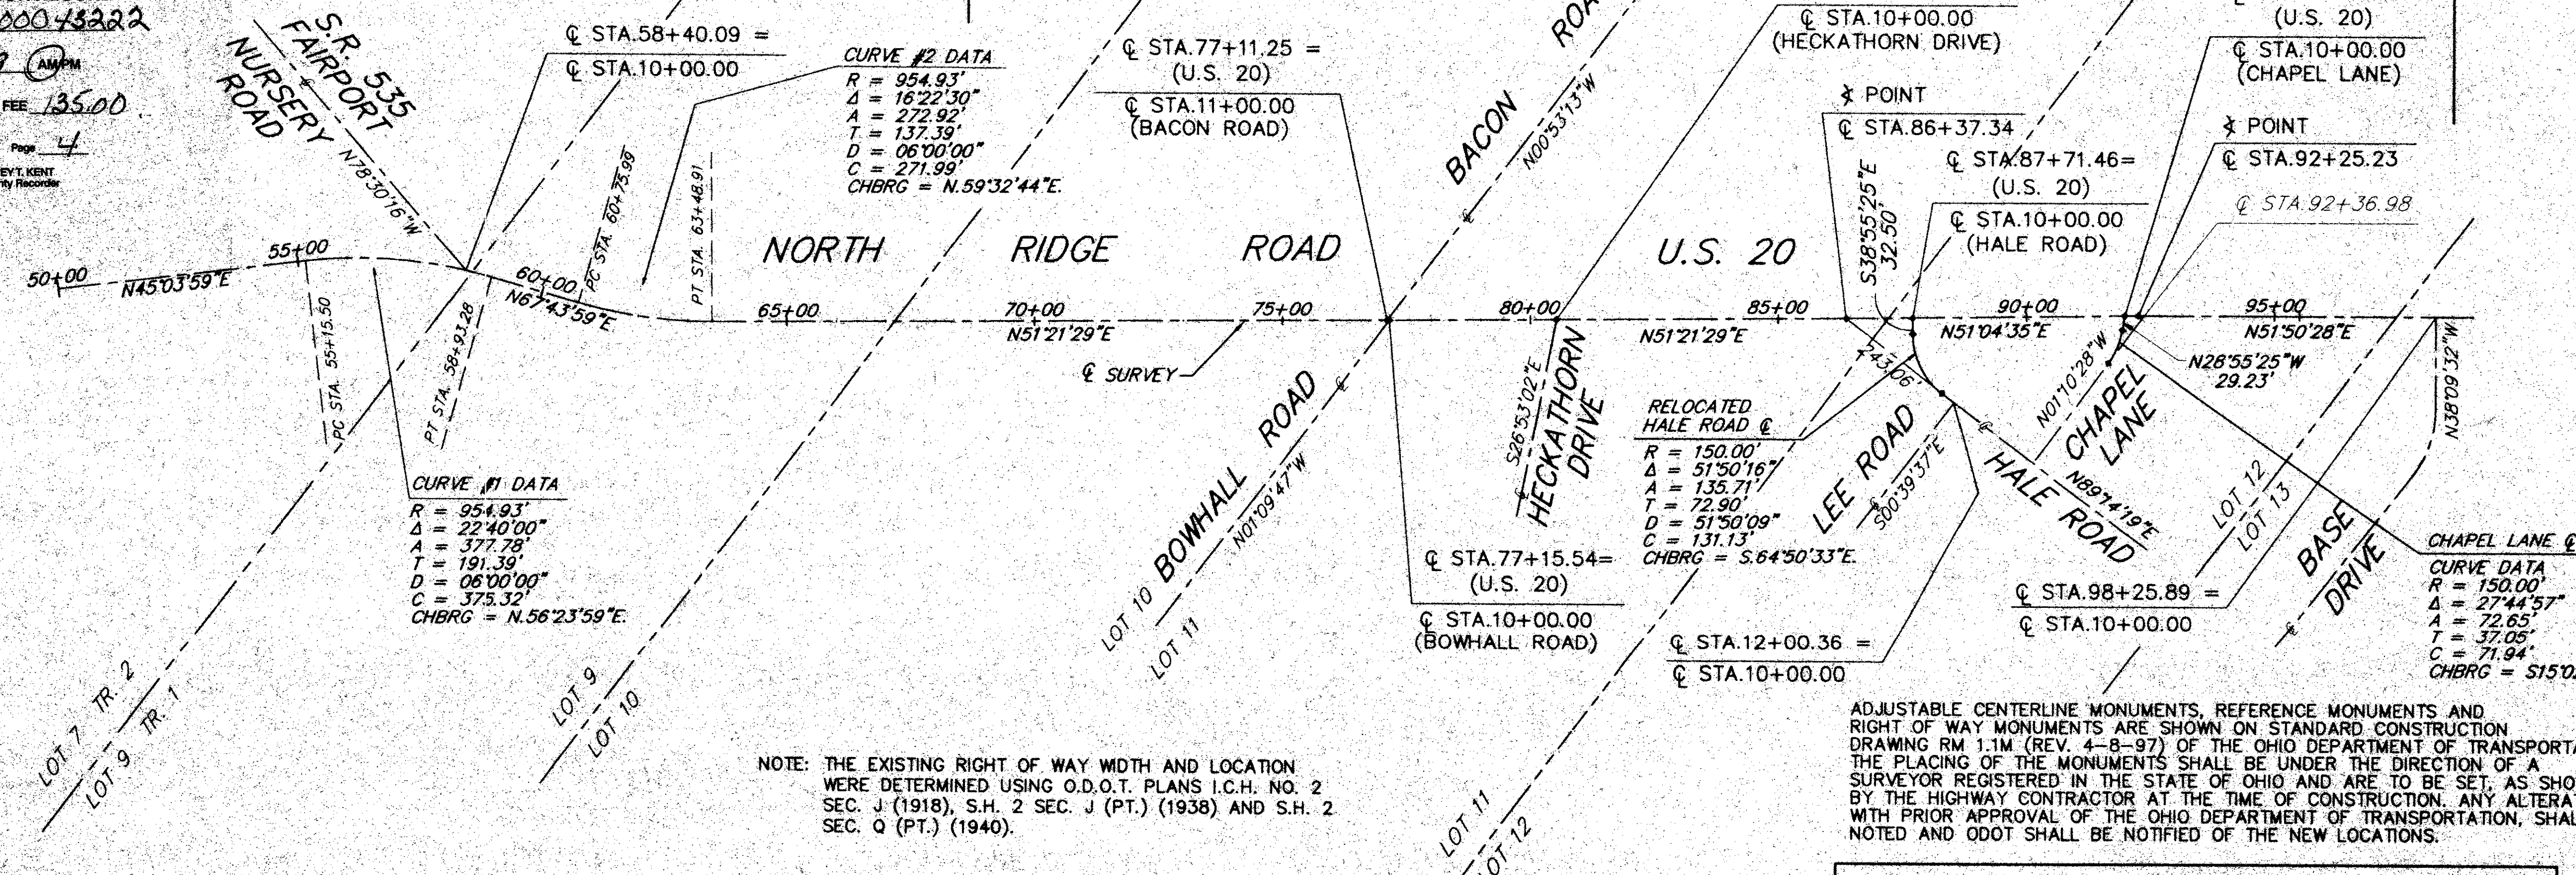 00043222
AM/PM
FEE 135.00
Page 4
EY T. KENT
nty Recorder
S.R. 535
FAIRPORT
NURSERY
ROAD
N78°30'16"W
℄ STA.58+40.09 =
℄ STA.10+00.00
CURVE #2 DATA
R = 954.93'
Δ = 16°22'30"
A = 272.92'
T = 137.39'
D = 06°00'00"
C = 271.99'
CHBRG = N.59°32'44"E.
℄ STA.77+11.25 =
(U.S. 20)
℄ STA.11+00.00
(BACON ROAD)
BACON ROA
N00°53'13"W
℄ STA.10+00.00
(HECKATHORN DRIVE)
∢ POINT
℄ STA.86+37.34
℄ STA.87+71.46=
(U.S. 20)
℄ STA.10+00.00
(HALE ROAD)
S38°55'25"E
32.50'
(U.S. 20)
℄ STA.10+00.00
(CHAPEL LANE)
∢ POINT
℄ STA.92+25.23
℄ STA.92+36.98
50+00
N45°03'59"E
55+00
60+00
N67°43'59"E
PC STA. 60+75.99
PT STA. 63+48.91
NORTH RIDGE ROAD U.S. 20
65+00
70+00
N51°21'29"E
75+00
80+00
N51°21'29"E
85+00
90+00
N51°04'35"E
95+00
N51°50'28"E
℄ SURVEY
PC STA. 55+15.50
PT STA. 58+93.28
CURVE #1 DATA
R = 954.93'
Δ = 22°40'00"
A = 377.78'
T = 191.39'
D = 06°00'00"
C = 375.32'
CHBRG = N.56°23'59"E.
BOWHALL ROAD
N01°09'47"W
S26°53'02"E
HECKATHORN
DRIVE
243.06'
RELOCATED
HALE ROAD ℄
R = 150.00'
Δ = 51°50'16"
A = 135.71'
T = 72.90'
D = 51°50'09"
C = 131.13'
CHBRG = S.64°50'33"E.
LEE ROAD
S00°39'37"E
HALE ROAD
N89°14'19"E
N01°10'28"W
CHAPEL
LANE
N28°55'25"W
29.23'
N38°09'32"W
BASE
DRIVE
LOT 12
LOT 13
CHAPEL LANE ℄
CURVE DATA
R = 150.00'
Δ = 27°44'57"
A = 72.65'
T = 37.05'
C = 71.94'
CHBRG = S15°0
℄ STA.98+25.89 =
℄ STA.10+00.00
℄ STA.77+15.54=
(U.S. 20)
℄ STA.10+00.00
(BOWHALL ROAD)
℄ STA.12+00.36 =
℄ STA.10+00.00
LOT 7 TR. 2
LOT 9 TR. 1
LOT 9
LOT 10
LOT 10
LOT 11
LOT 11
LOT 12
NOTE: THE EXISTING RIGHT OF WAY WIDTH AND LOCATION
WERE DETERMINED USING O.D.O.T. PLANS I.C.H. NO. 2
SEC. J (1918), S.H. 2 SEC. J (PT.) (1938) AND S.H. 2
SEC. Q (PT.) (1940).
ADJUSTABLE CENTERLINE MONUMENTS, REFERENCE MONUMENTS AND
RIGHT OF WAY MONUMENTS ARE SHOWN ON STANDARD CONSTRUCTION
DRAWING RM 1.1M (REV. 4-8-97) OF THE OHIO DEPARTMENT OF TRANSPORTA
THE PLACING OF THE MONUMENTS SHALL BE UNDER THE DIRECTION OF A
SURVEYOR REGISTERED IN THE STATE OF OHIO AND ARE TO BE SET, AS SHO
BY THE HIGHWAY CONTRACTOR AT THE TIME OF CONSTRUCTION. ANY ALTERA
WITH PRIOR APPROVAL OF THE OHIO DEPARTMENT OF TRANSPORTATION, SHAL
NOTED AND ODOT SHALL BE NOTIFIED OF THE NEW LOCATIONS.